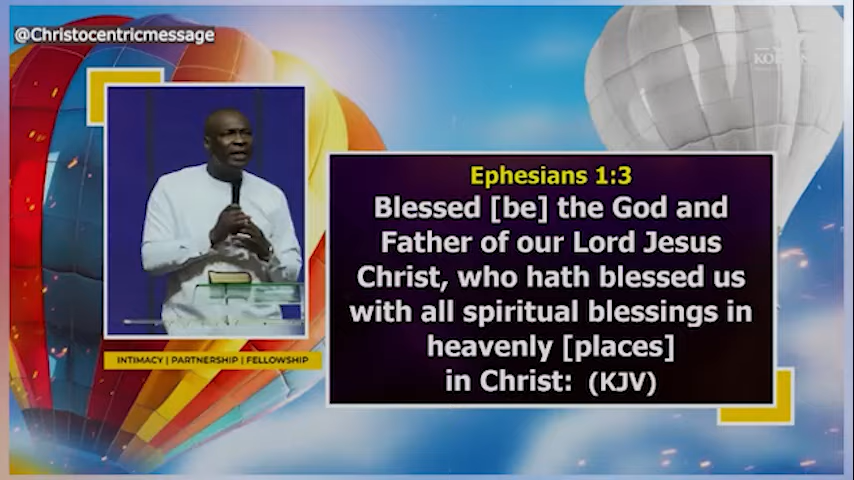 @Christocentricmessage
INTIMACY | PARTNERSHIP | FELLOWSHIP
Ephesians 1:3
Blessed [be] the God and
Father of our Lord Jesus
Christ, who hath blessed us
with all spiritual blessings in
heavenly [places]
in Christ: (KJV)